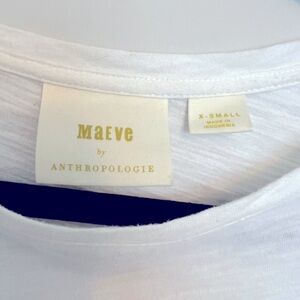 MAEVE
by
ANTHROPOLOGIE
X-SMALL
MADE IN
INDONESIA